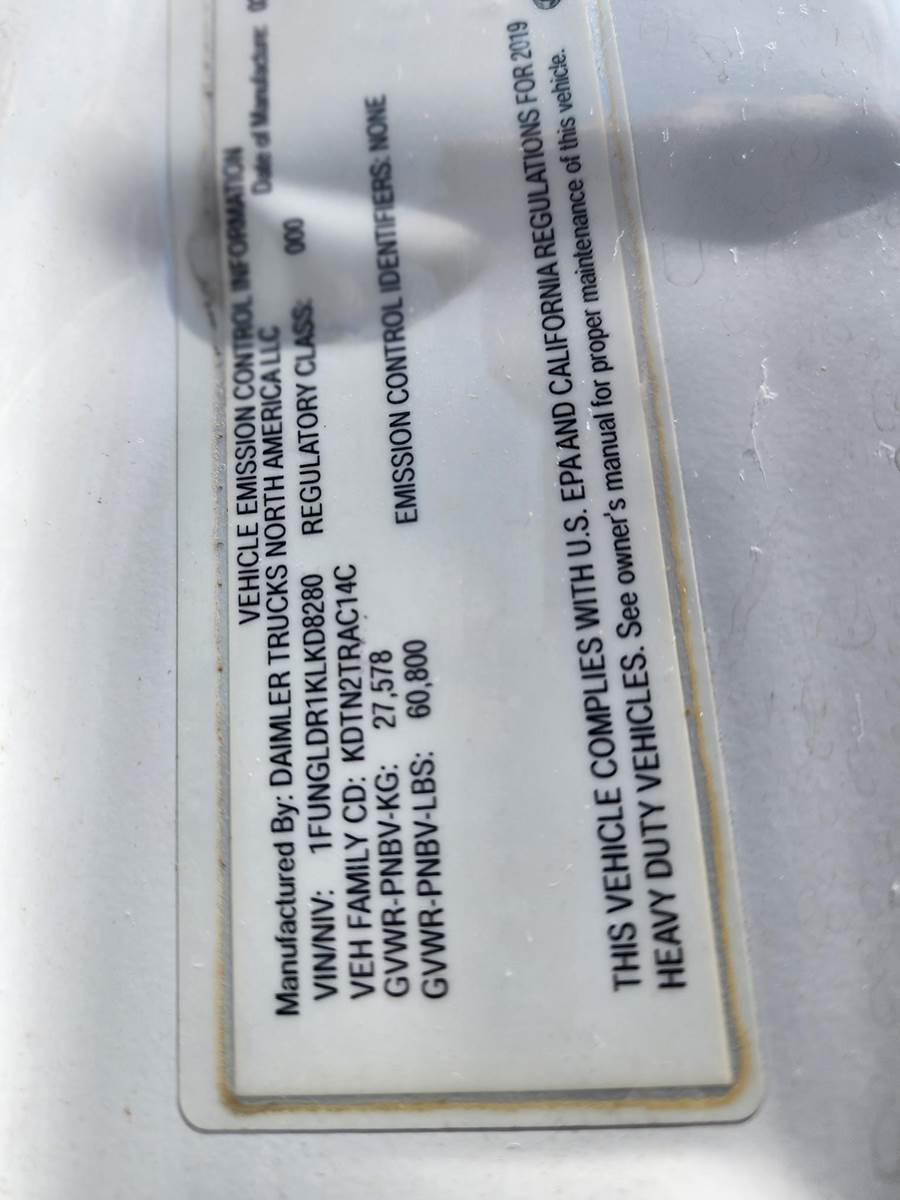 VEHICLE EMISSION CONTROL INFORMATION
Manufactured By: DAIMLER TRUCKS NORTH AMERICA LLC Date of Manufacture:
VIN/NIV: 1FUNGLDR1KLKD8280 REGULATORY CLASS: 000
VEH FAMILY CD: KDTN2TRAC14C
GVWR-PNBV-KG: 27,578 EMISSION CONTROL IDENTIFIERS: NONE
GVWR-PNBV-LBS: 60,800
THIS VEHICLE COMPLIES WITH U.S. EPA AND CALIFORNIA REGULATIONS FOR 2019
HEAVY DUTY VEHICLES. See owner's manual for proper maintenance of this vehicle.